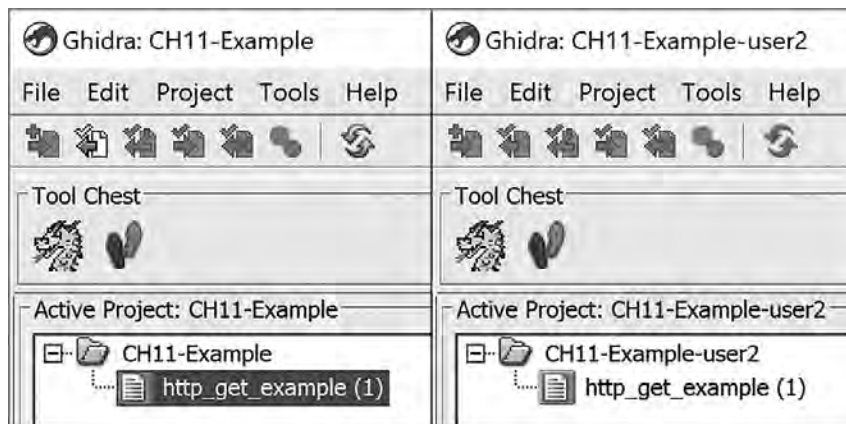 Ghidra: CH11-Example
File Edit Project Tools Help
Tool Chest
Active Project: CH11-Example
CH11-Example
http_get_example (1)
Ghidra: CH11-Example-user2
File Edit Project Tools Help
Tool Chest
Active Project: CH11-Example-user2
CH11-Example-user2
http_get_example (1)